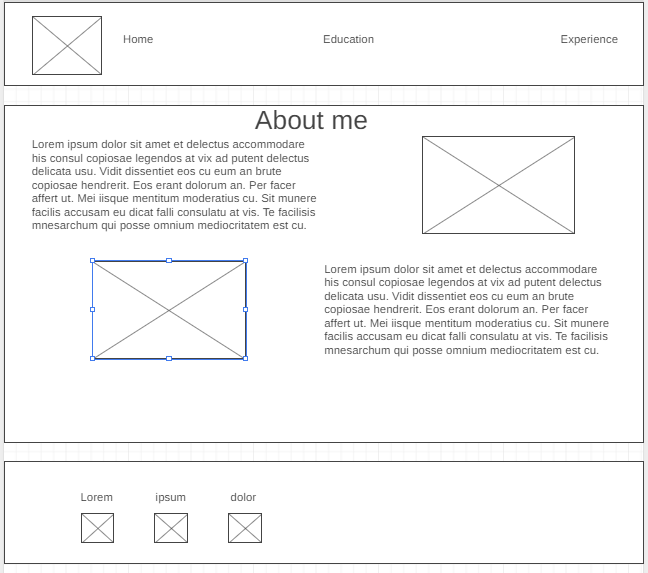 Home
Education
Experience
About me
Lorem ipsum dolor sit amet et delectus accommodare
his consul copiosae legendos at vix ad putent delectus
delicata usu. Vidit dissentiet eos cu eum an brute
copiosae hendrerit. Eos erant dolorum an. Per facer
affert ut. Mei iisque mentitum moderatius cu. Sit munere
facilis accusam eu dicat falli consulatu at vis. Te facilisis
mnesarchum qui posse omnium mediocritatem est cu.
Lorem ipsum dolor sit amet et delectus accommodare
his consul copiosae legendos at vix ad putent delectus
delicata usu. Vidit dissentiet eos cu eum an brute
copiosae hendrerit. Eos erant dolorum an. Per facer
affert ut. Mei iisque mentitum moderatius cu. Sit munere
facilis accusam eu dicat falli consulatu at vis. Te facilisis
mnesarchum qui posse omnium mediocritatem est cu.
Lorem
ipsum
dolor